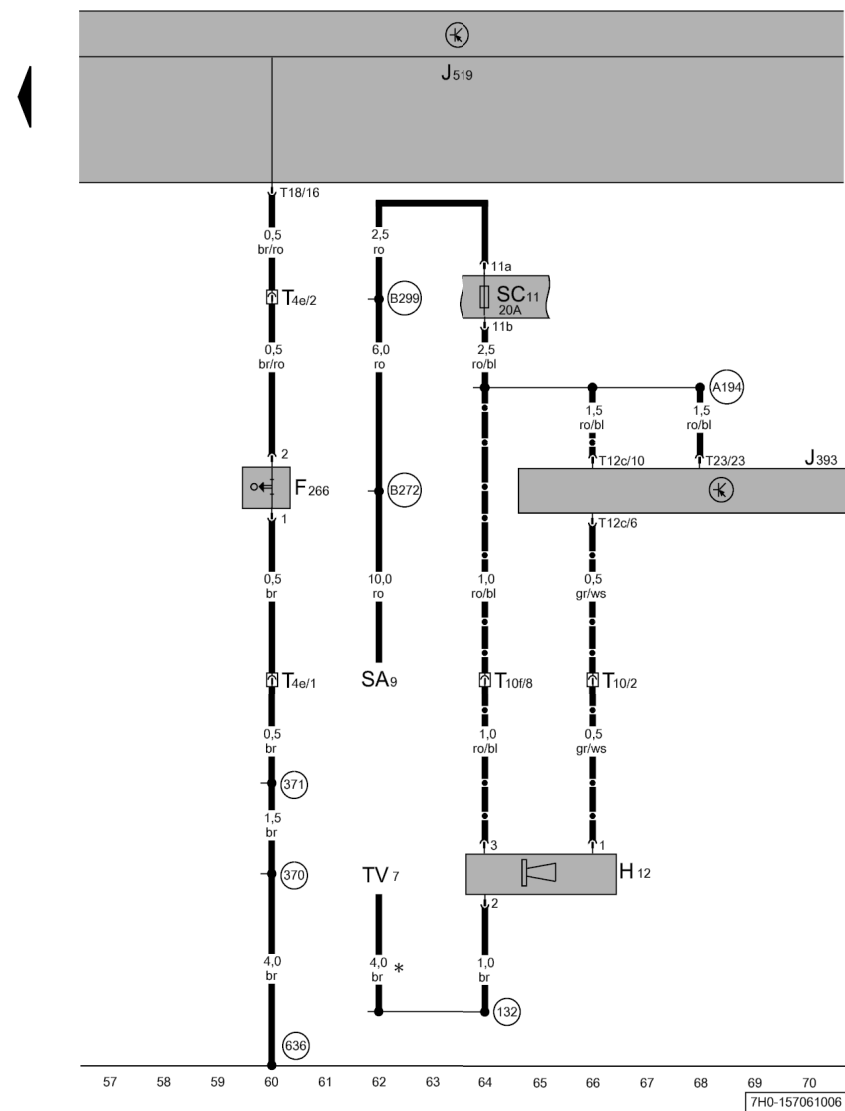 J519
T18/16
0,5
br/ro
2,5
ro
11a
T4e/2
B299
SC11
20A
11b
0,5
br/ro
6,0
ro
2,5
ro/bl
A194
1,5
ro/bl
1,5
ro/bl
2
T12c/10
T23/23
J393
F266
B272
1
T12c/6
0,5
br
10,0
ro
1,0
ro/bl
0,5
gr/ws
T4e/1
SA9
T10f/8
T10/2
0,5
br
1,0
ro/bl
0,5
gr/ws
371
1,5
br
3
1
370
TV 7
H 12
2
4,0
br
4,0
br
*
1,0
br
132
636
57 58 59 60 61 62 63 64 65 66 67 68 69 70
7H0-157061006